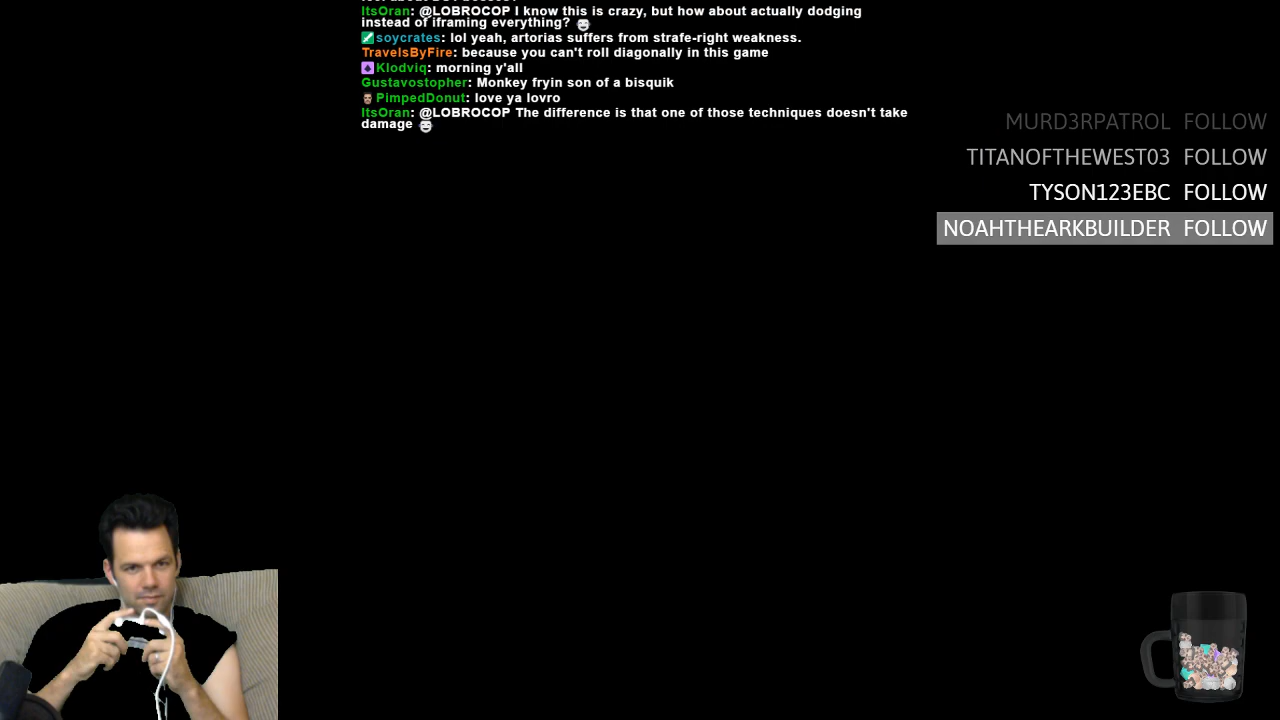 ItsOran: @LOBROCOP I know this is crazy, but how about actually dodging
instead of iframing everything?
soycrates: lol yeah, artorias suffers from strafe-right weakness.
TravelsByFire: because you can't roll diagonally in this game
Klodviq: morning y'all
Gustavostopher: Monkey fryin son of a bisquik
PimpedDonut: love ya lovro
ItsOran: @LOBROCOP The difference is that one of those techniques doesn't take
damage
MURD3RPATROL FOLLOW
TITANOFTHEWEST03 FOLLOW
TYSON123EBC FOLLOW
NOAHTHEARKBUILDER FOLLOW